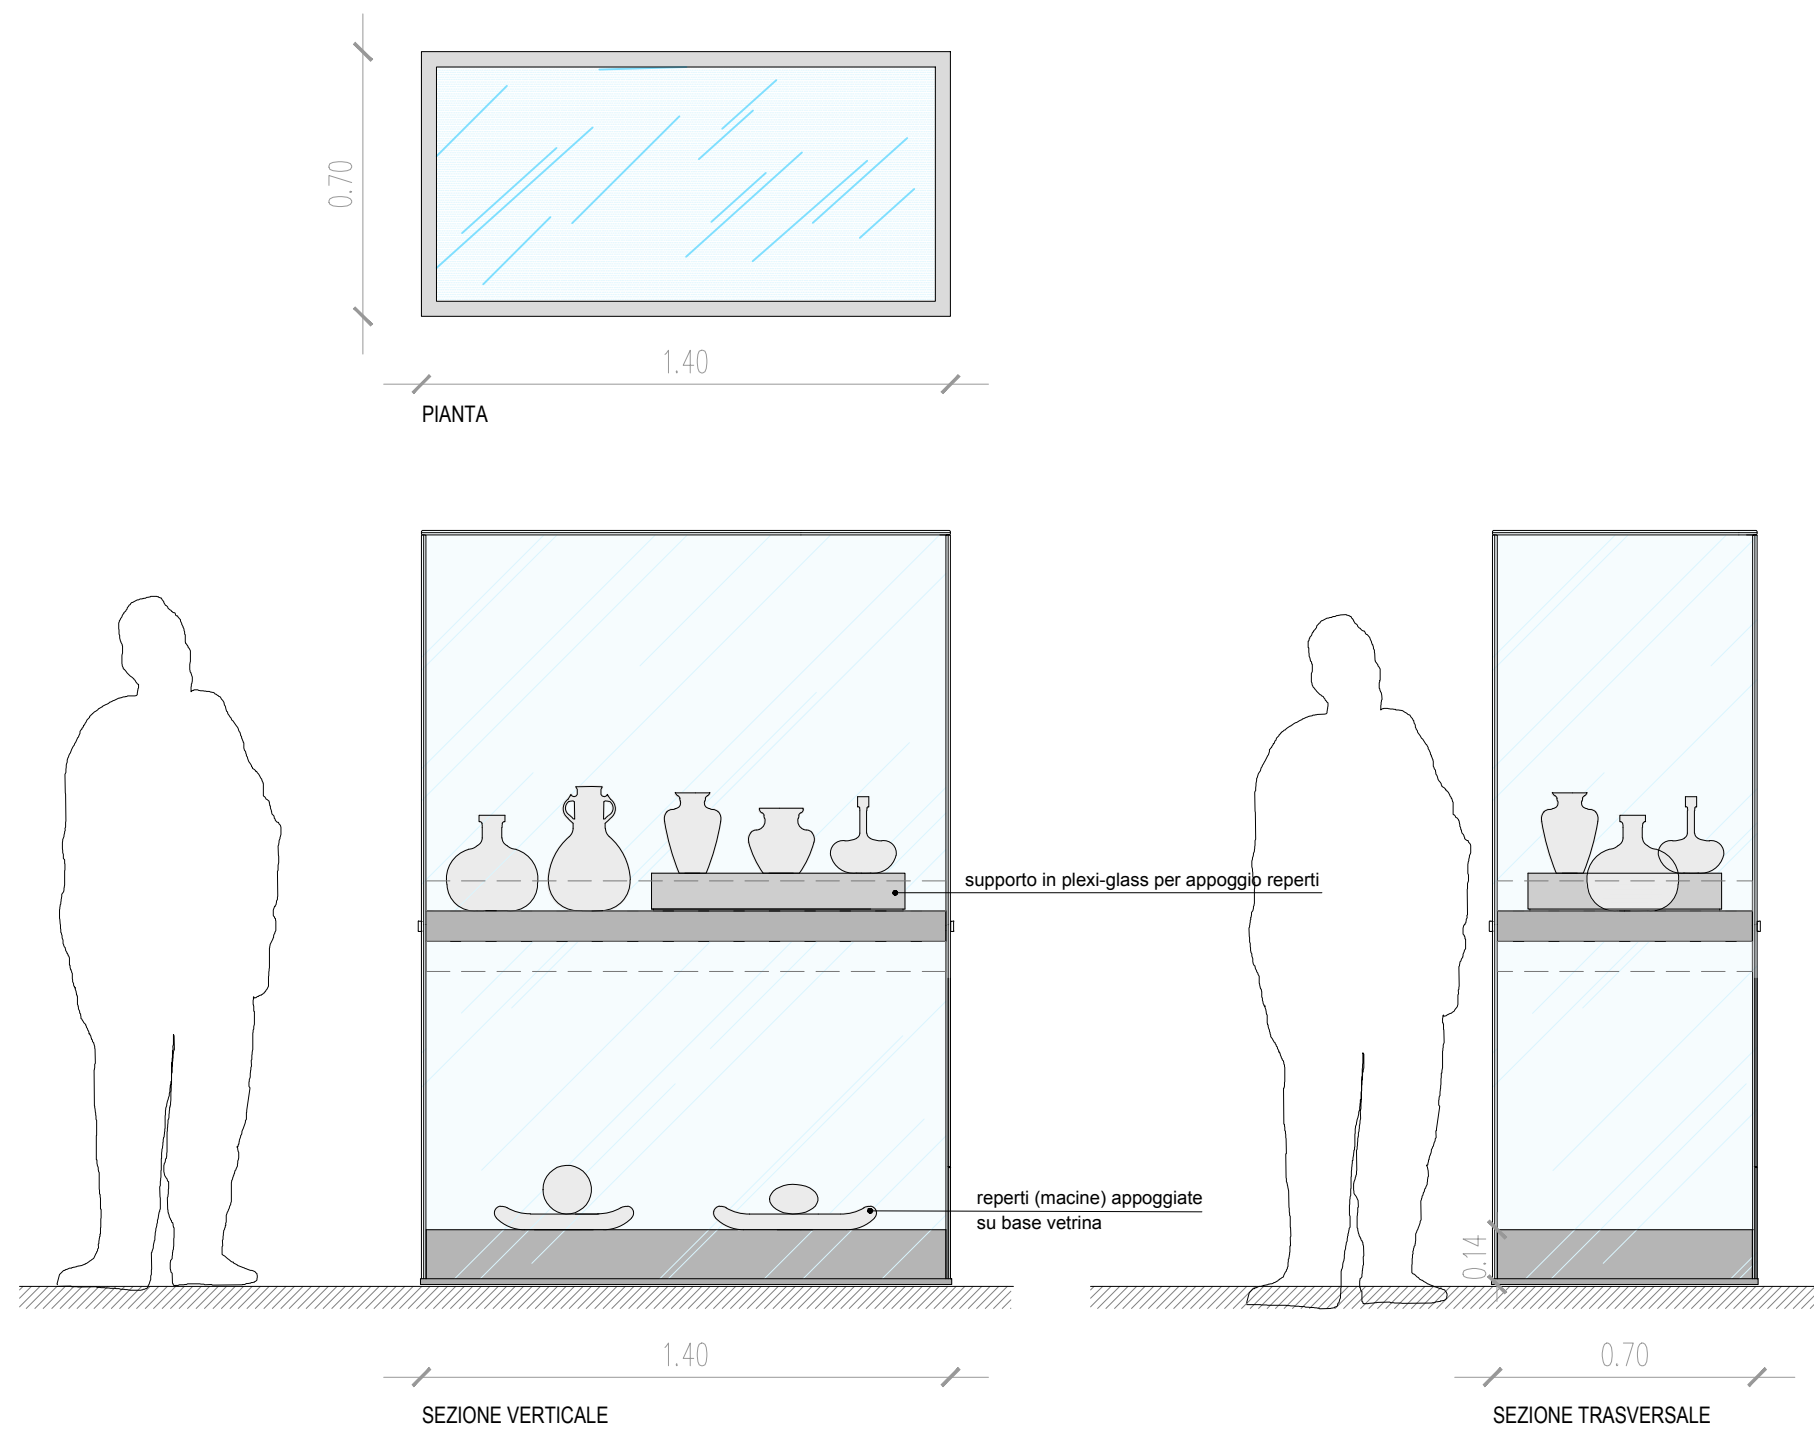 0.70
1.40
PIANTA
supporto in plexi-glass per appoggio reperti
reperti (macine) appoggiate
su base vetrina
0.14
1.40
0.70
SEZIONE VERTICALE
SEZIONE TRASVERSALE